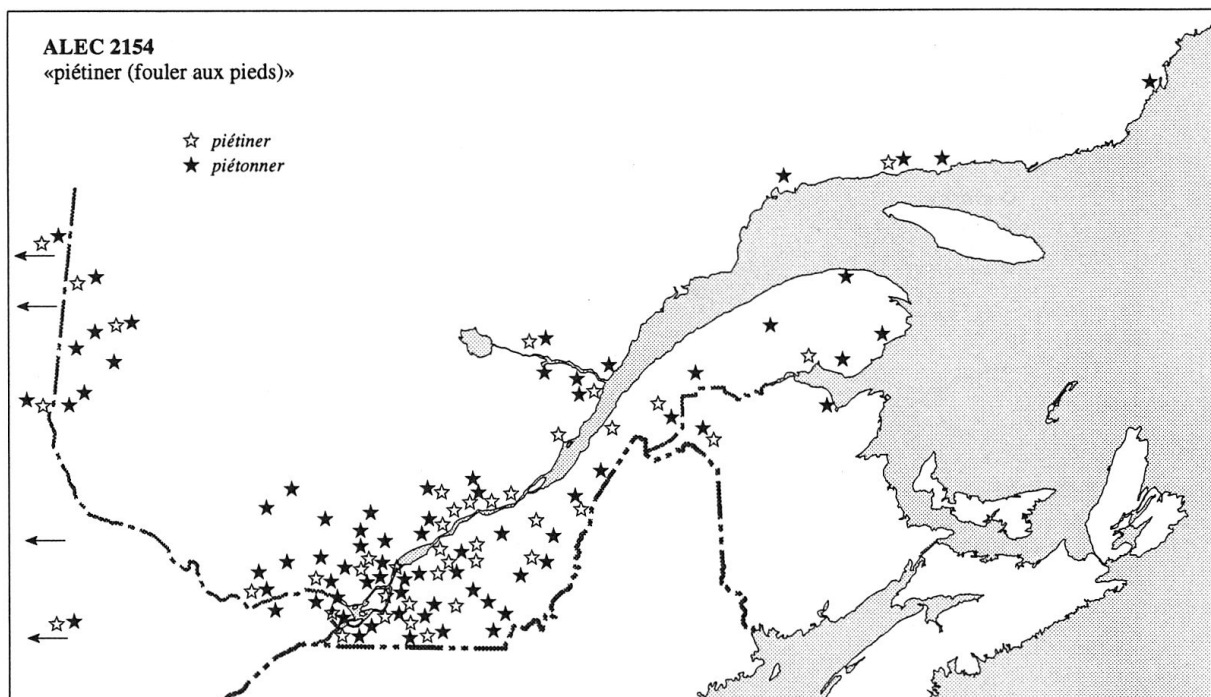 ALEC 2154
«piétiner (fouler aux pieds)»
☆ piétiner
★ piétonner